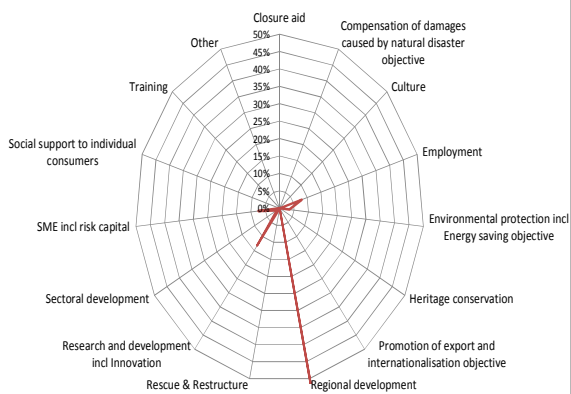 Closure aid
50%
45%
40%
35%
30%
25%
20%
15%
10%
5%
0%
Compensation of damages
caused by natural disaster
objective
Culture
Employment
Environmental protection incl
Energy saving objective
Heritage conservation
Promotion of export and
internationalisation objective
Regional development
Rescue & Restructure
Research and development
incl Innovation
Sectoral development
SME incl risk capital
Social support to individual
consumers
Training
Other